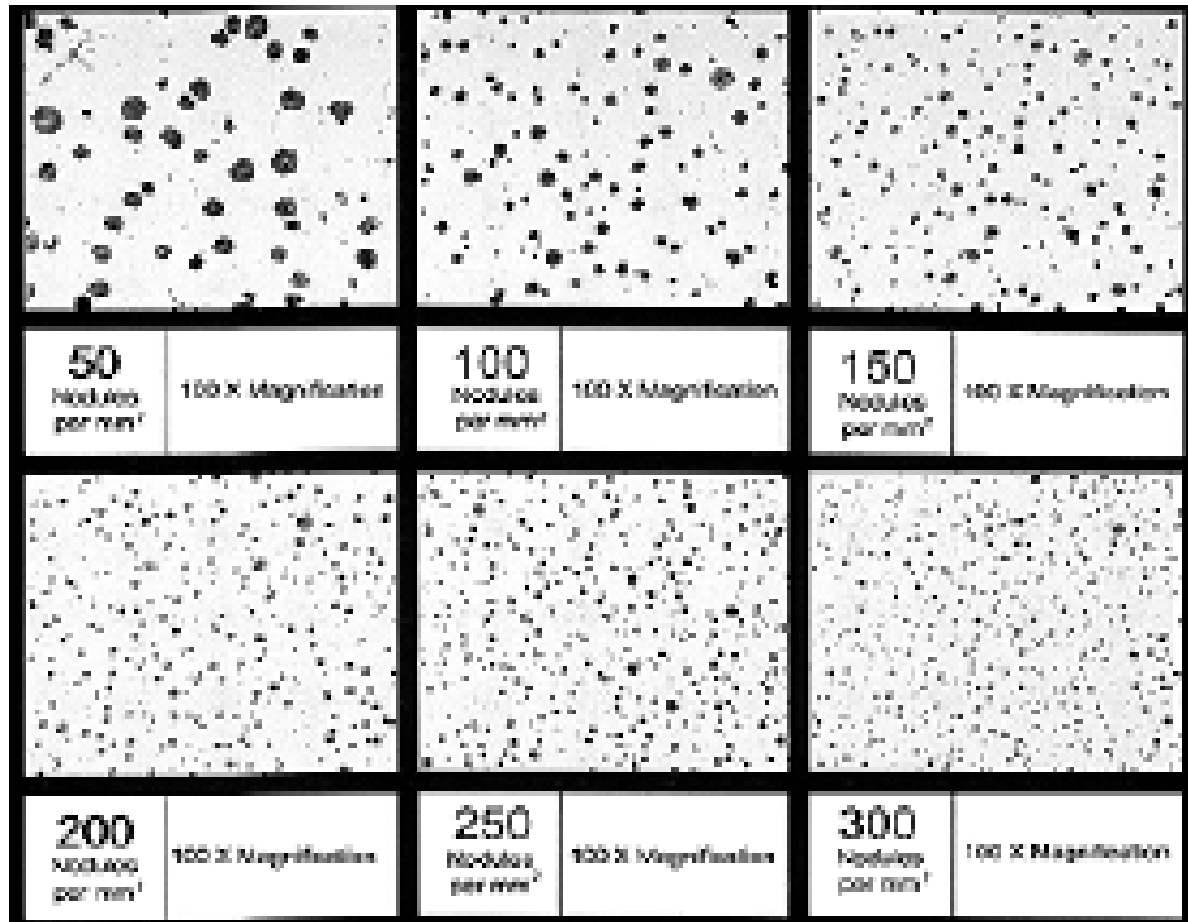 50
Nodules
per mm²
100 X Magnification
100
Nodules
per mm²
100 X Magnification
150
Nodules
per mm²
100 X Magnification
200
Nodules
per mm²
100 X Magnification
250
Nodules
per mm²
100 X Magnification
300
Nodules
per mm²
100 X Magnification